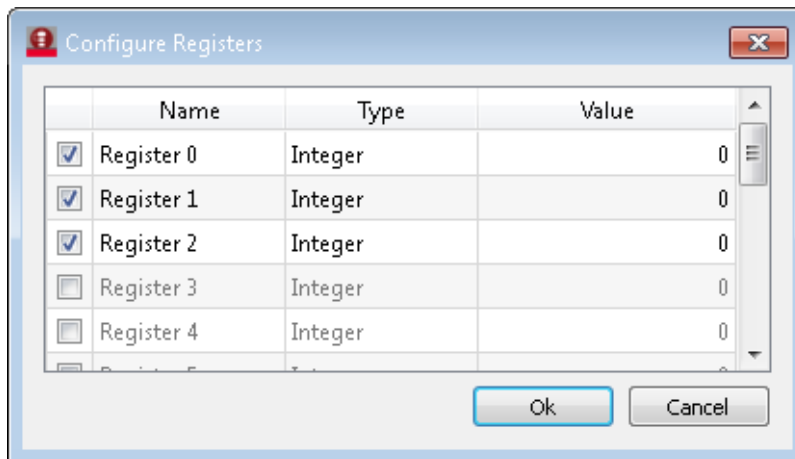 Configure Registers
Name Type Value
Register 0 Integer 0
Register 1 Integer 0
Register 2 Integer 0
Register 3 Integer 0
Register 4 Integer 0
Ok Cancel